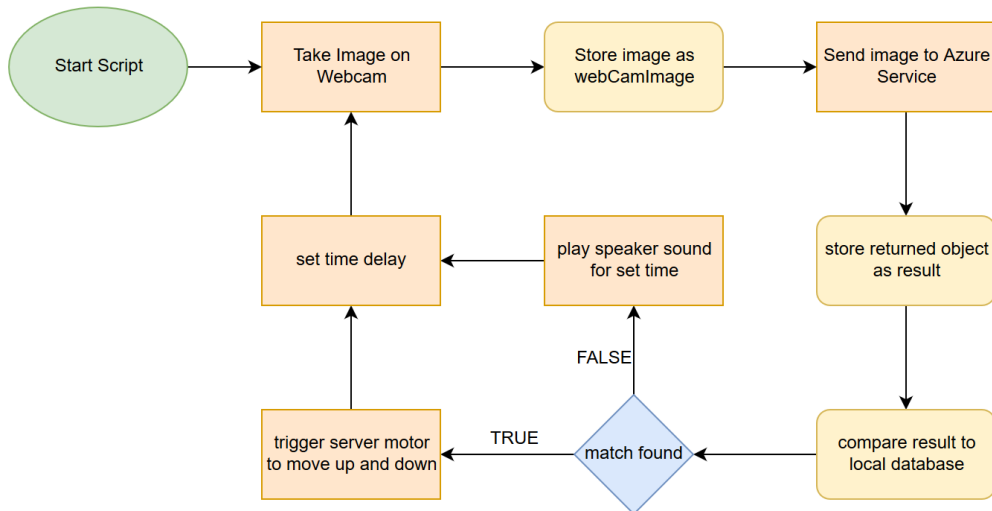 Start Script
Take Image on
Webcam
Store image as
webCamImage
Send image to Azure
Service
set time delay
play speaker sound
for set time
store returned object
as result
FALSE
TRUE
trigger server motor
to move up and down
match found
compare result to
local database